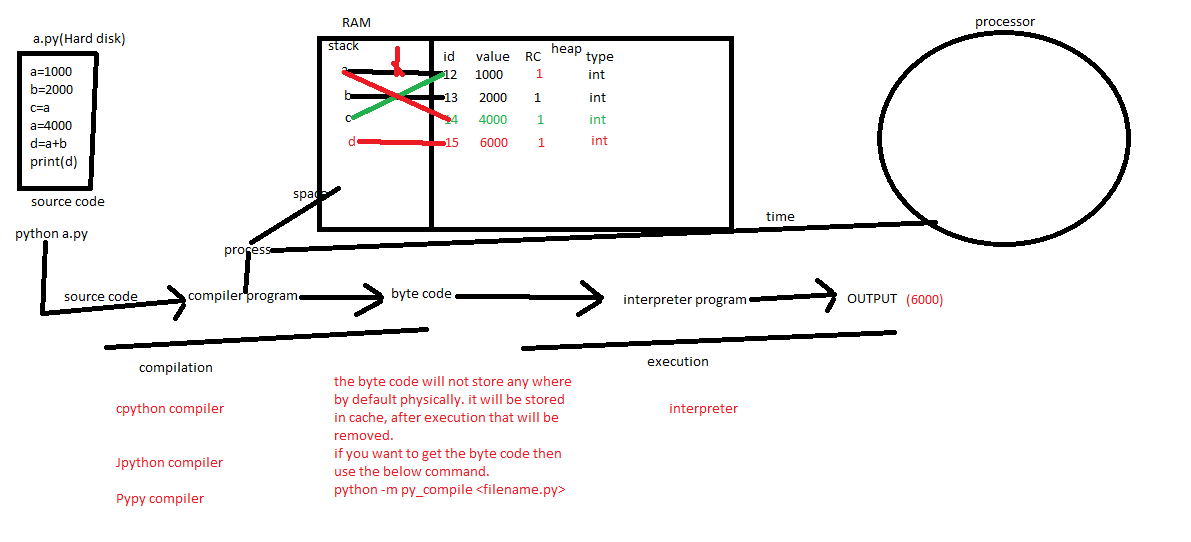 RAM
processor
a.py(Hard disk)
stack
a=1000
b=2000
c=a
a=4000
d=a+b
print(d)
source code
id value RC heap type
a 12 1000 1 int
b 13 2000 1 int
c 14 4000 1 int
d 15 6000 1 int
space
time
python a.py
process
source code
compiler program
byte code
interpreter program
OUTPUT (6000)
compilation
execution
cpython compiler
Jpython compiler
Pypy compiler
the byte code will not store any where
by default physically. it will be stored
in cache, after execution that will be
removed.
if you want to get the byte code then
use the below command.
python -m py_compile <filename.py>
interpreter